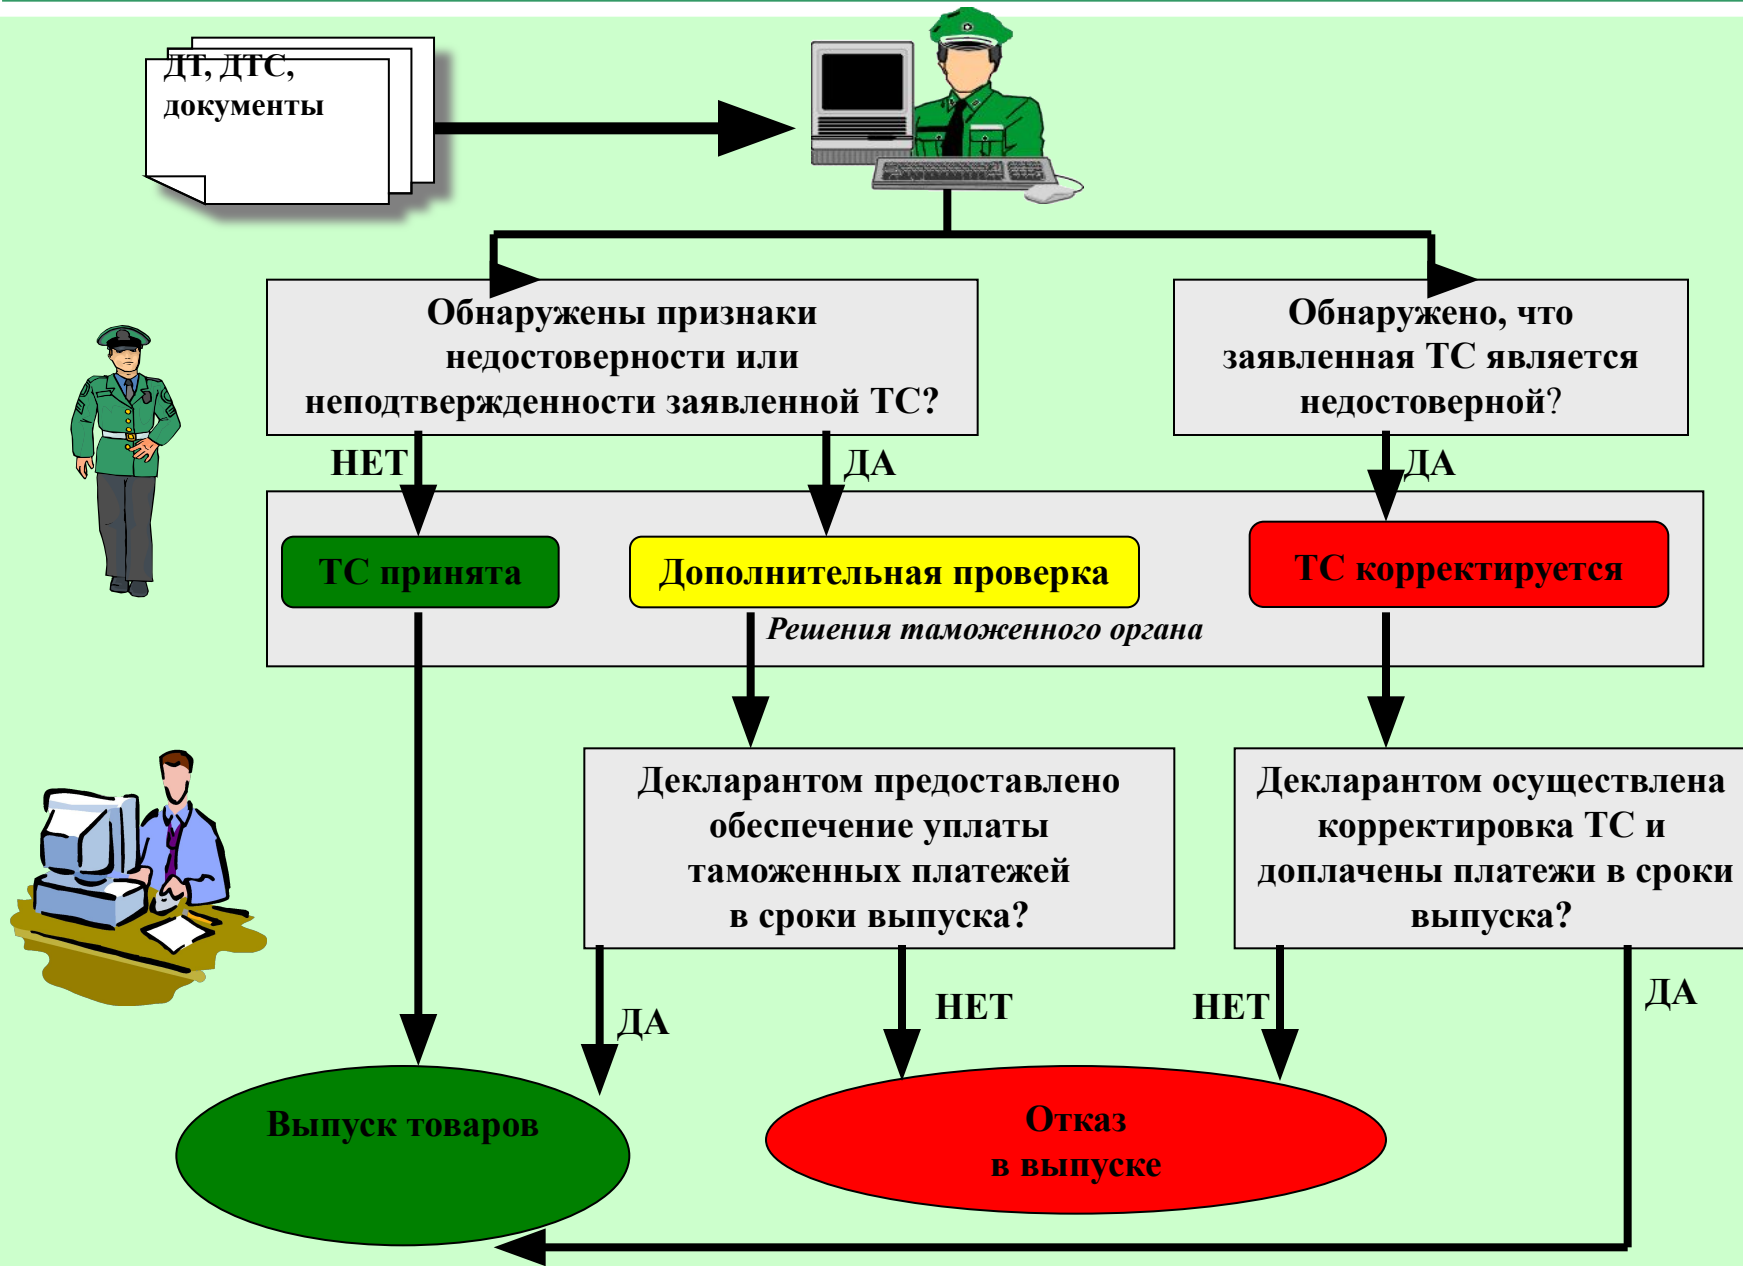 ДТ, ДТС,
документы
Обнаружены признаки
недостоверности или
неподтвержденности заявленной ТС?
Обнаружено, что
заявленная ТС является
недостоверной?
НЕТ
ДА
ДА
ТС принята
Дополнительная проверка
ТС корректируется
Решения таможенного органа
Декларантом предоставлено
обеспечение уплаты
таможенных платежей
в сроки выпуска?
Декларантом осуществлена
корректировка ТС и
доплачены платежи в сроки
выпуска?
ДА
НЕТ
НЕТ
ДА
Выпуск товаров
Отказ
в выпуске